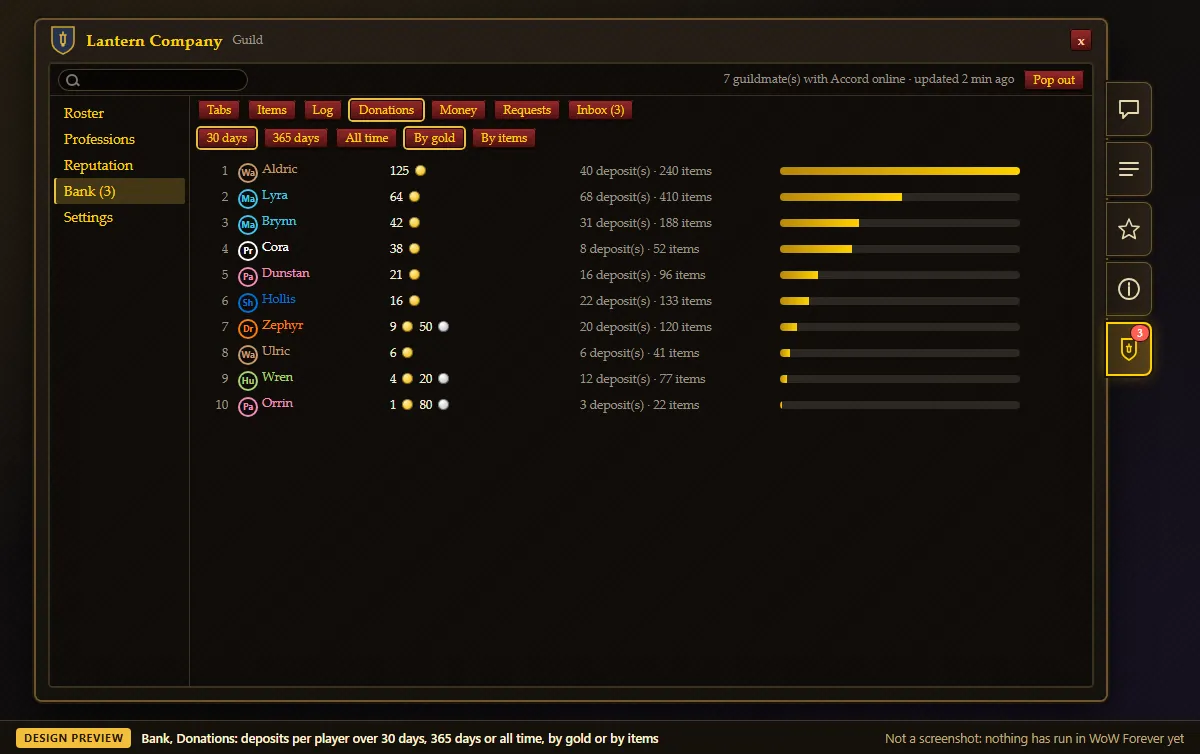 Lantern Company Guild x
7 guildmate(s) with Accord online · updated 2 min ago Pop out
Roster
Professions
Reputation
Bank (3)
Settings
Tabs Items Log Donations Money Requests Inbox (3)
30 days 365 days All time By gold By items
1 Wa Aldric 125 40 deposit(s) · 240 items
2 Ma Lyra 64 68 deposit(s) · 410 items
3 Ma Brynn 42 31 deposit(s) · 188 items
4 Pr Cora 38 8 deposit(s) · 52 items
5 Pa Dunstan 21 16 deposit(s) · 96 items
6 Sh Hollis 16 22 deposit(s) · 133 items
7 Dr Zephyr 9 50 20 deposit(s) · 120 items
8 Wa Ulric 6 6 deposit(s) · 41 items
9 Hu Wren 4 20 12 deposit(s) · 77 items
10 Pa Orrin 1 80 3 deposit(s) · 22 items
3
DESIGN PREVIEW Bank, Donations: deposits per player over 30 days, 365 days or all time, by gold or by items Not a screenshot: nothing has run in WoW Forever yet